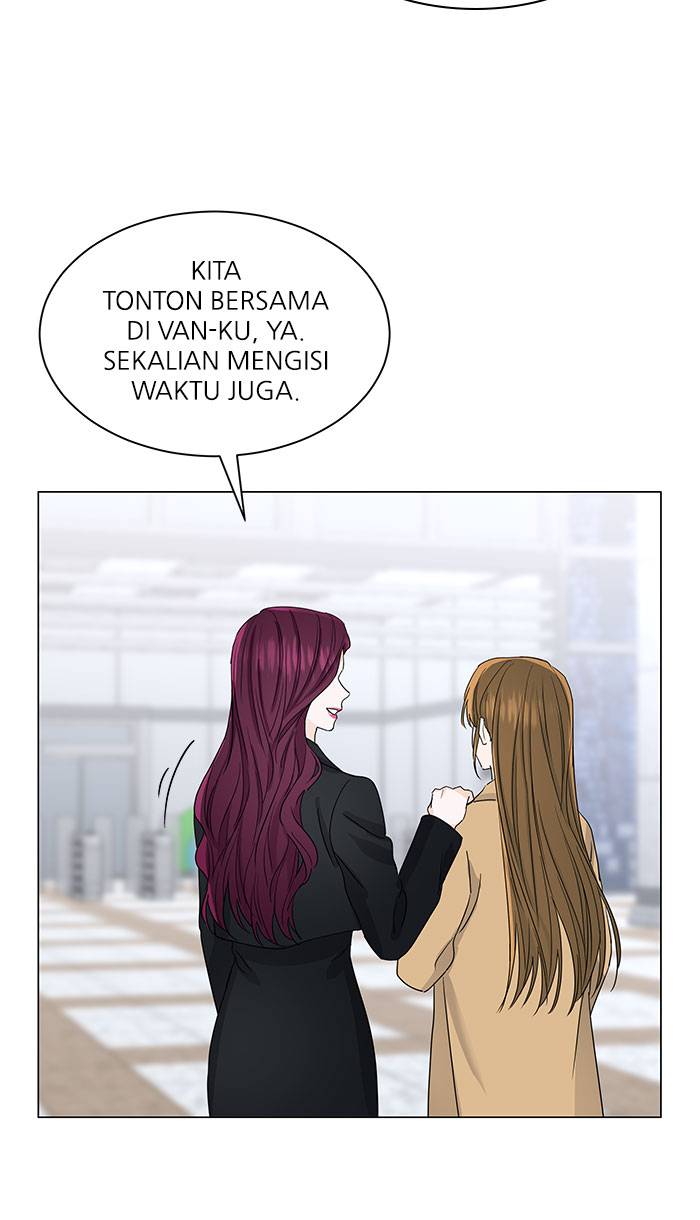 KITA
TONTON BERSAMA
DI VAN-KU, YA.
SEKALIAN MENGISI
WAKTU JUGA.